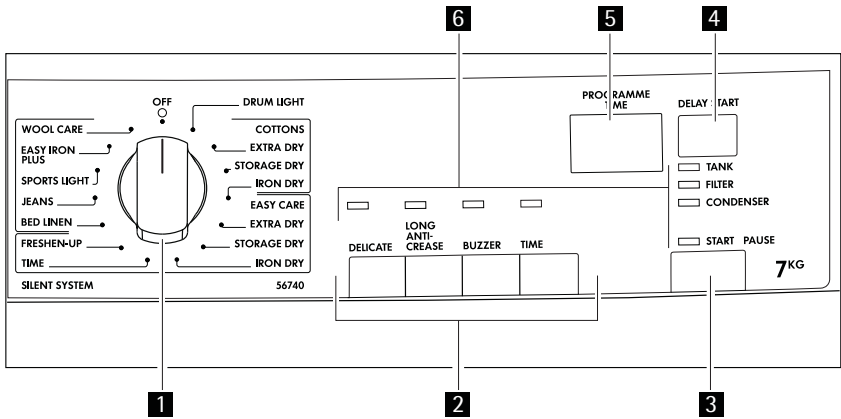 6
5
4
OFF
DRUM LIGHT
WOOL CARE
EASY IRON
PLUS
SPORTS LIGHT
JEANS
BED LINEN
FRESHEN-UP
TIME
COTTONS
EXTRA DRY
STORAGE DRY
IRON DRY
EASY CARE
EXTRA DRY
STORAGE DRY
IRON DRY
SILENT SYSTEM
56740
DELICATE
LONG
ANTI-
CREASE
BUZZER
TIME
PROGRAMME
TIME
DELAY START
TANK
FILTER
CONDENSER
START PAUSE
7KG
1
2
3